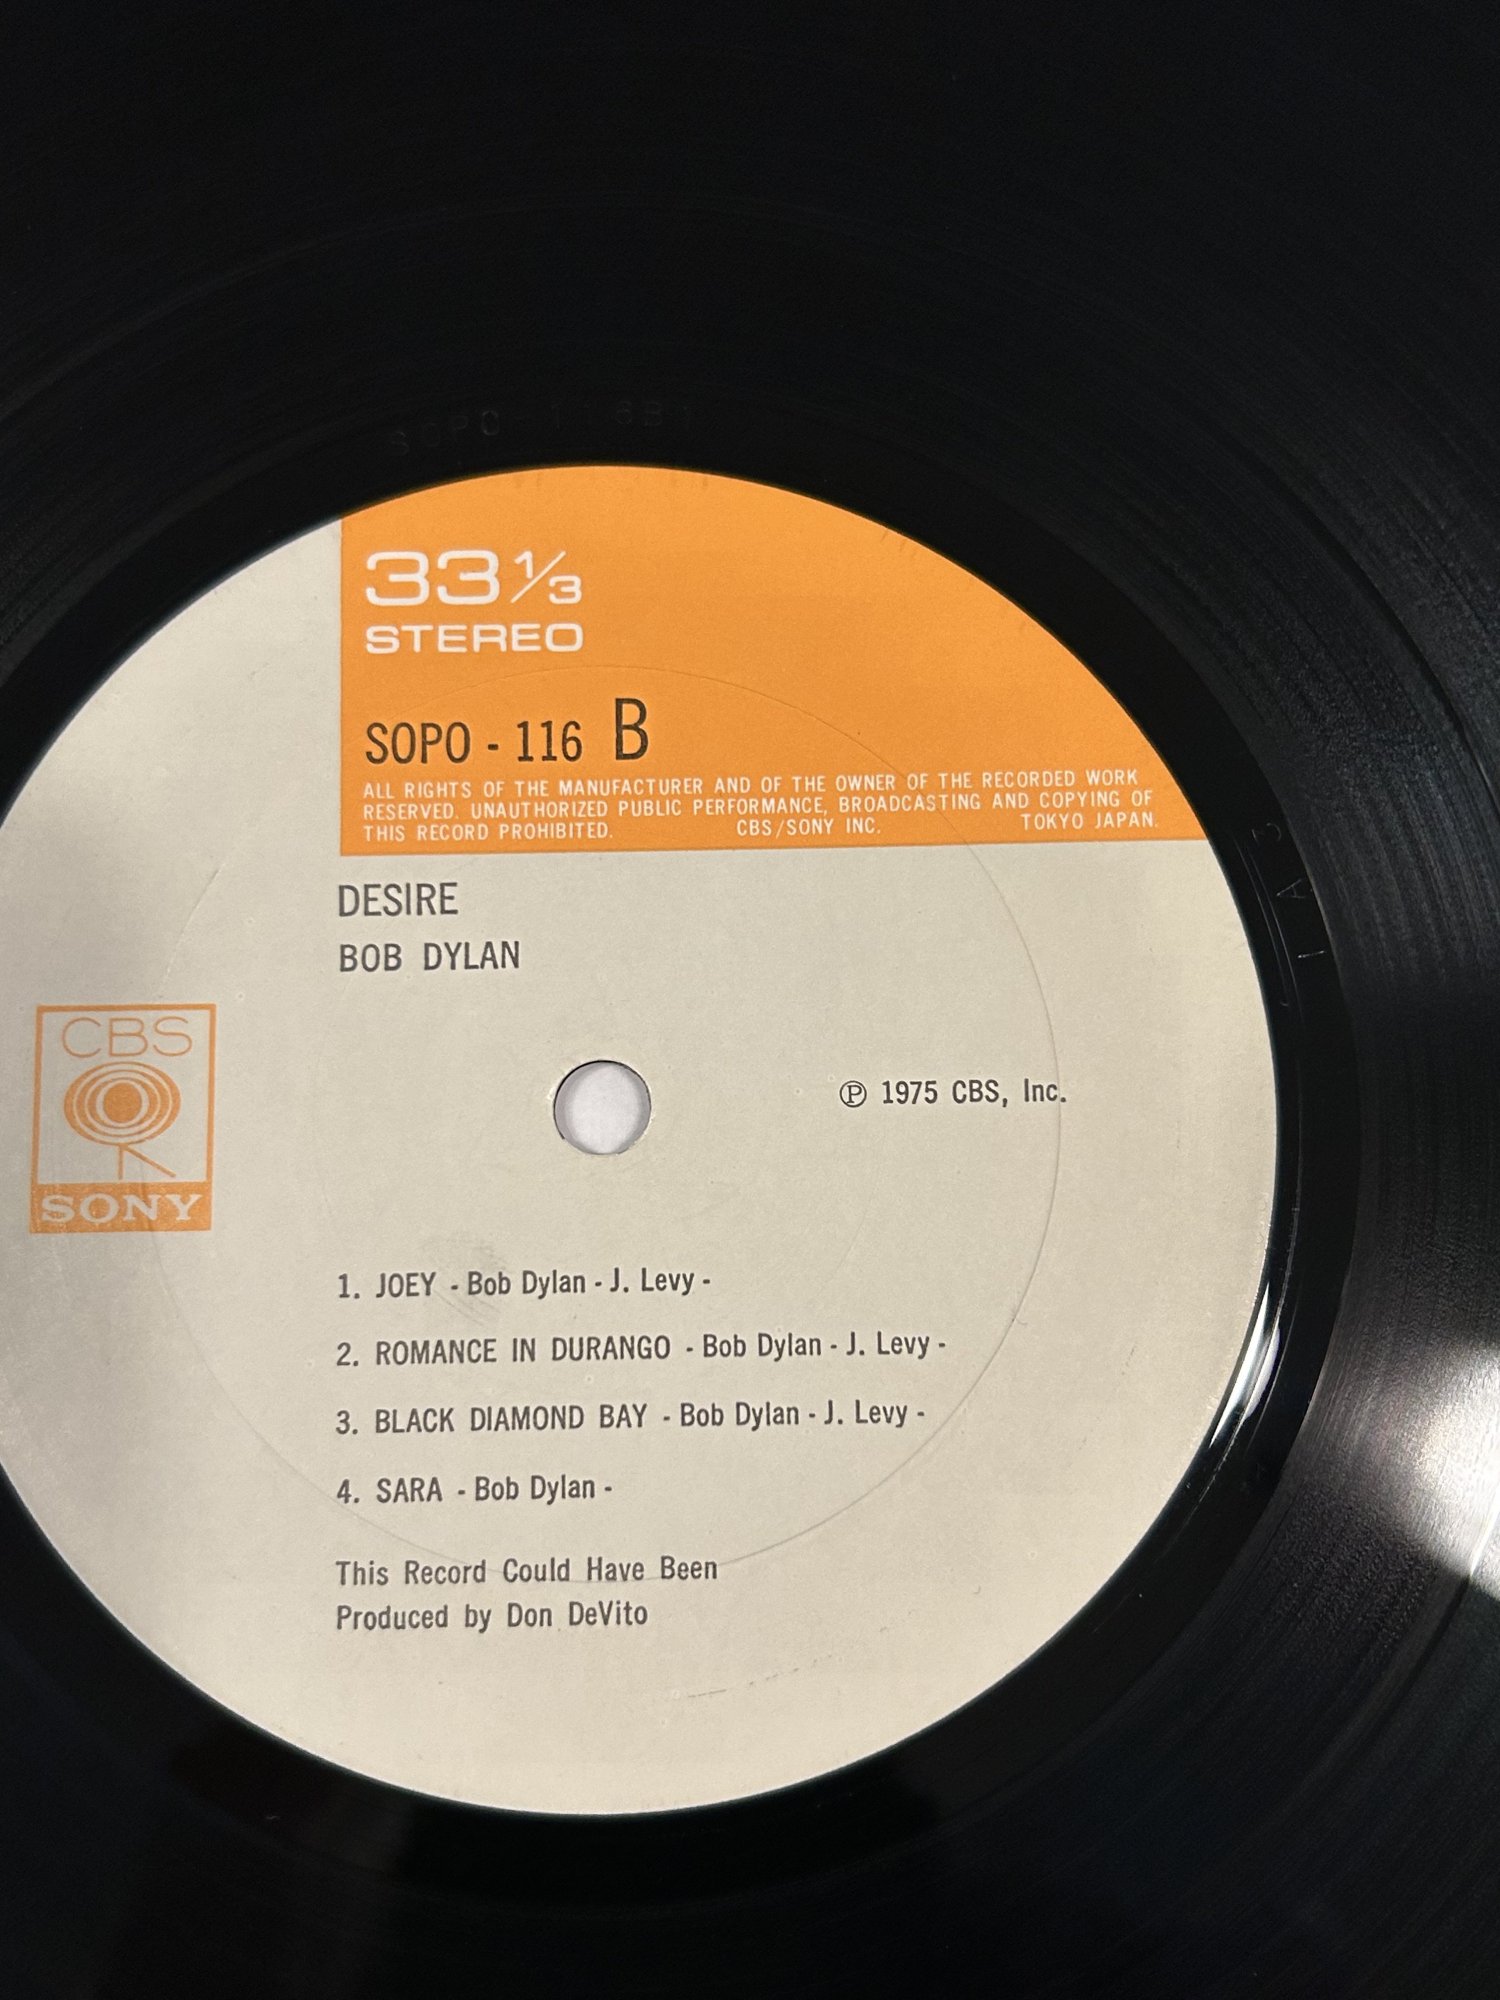 33 1/3
STEREO
SOPO - 116 B
ALL RIGHTS OF THE MANUFACTURER AND OF THE OWNER OF THE RECORDED WORK
RESERVED. UNAUTHORIZED PUBLIC PERFORMANCE, BROADCASTING AND COPYING OF
THIS RECORD PROHIBITED. CBS/SONY INC. TOKYO JAPAN.
DESIRE
BOB DYLAN
CBS
SONY
℗ 1975 CBS, Inc.
1. JOEY - Bob Dylan - J. Levy -
2. ROMANCE IN DURANGO - Bob Dylan - J. Levy -
3. BLACK DIAMOND BAY - Bob Dylan - J. Levy -
4. SARA - Bob Dylan -
This Record Could Have Been
Produced by Don DeVito